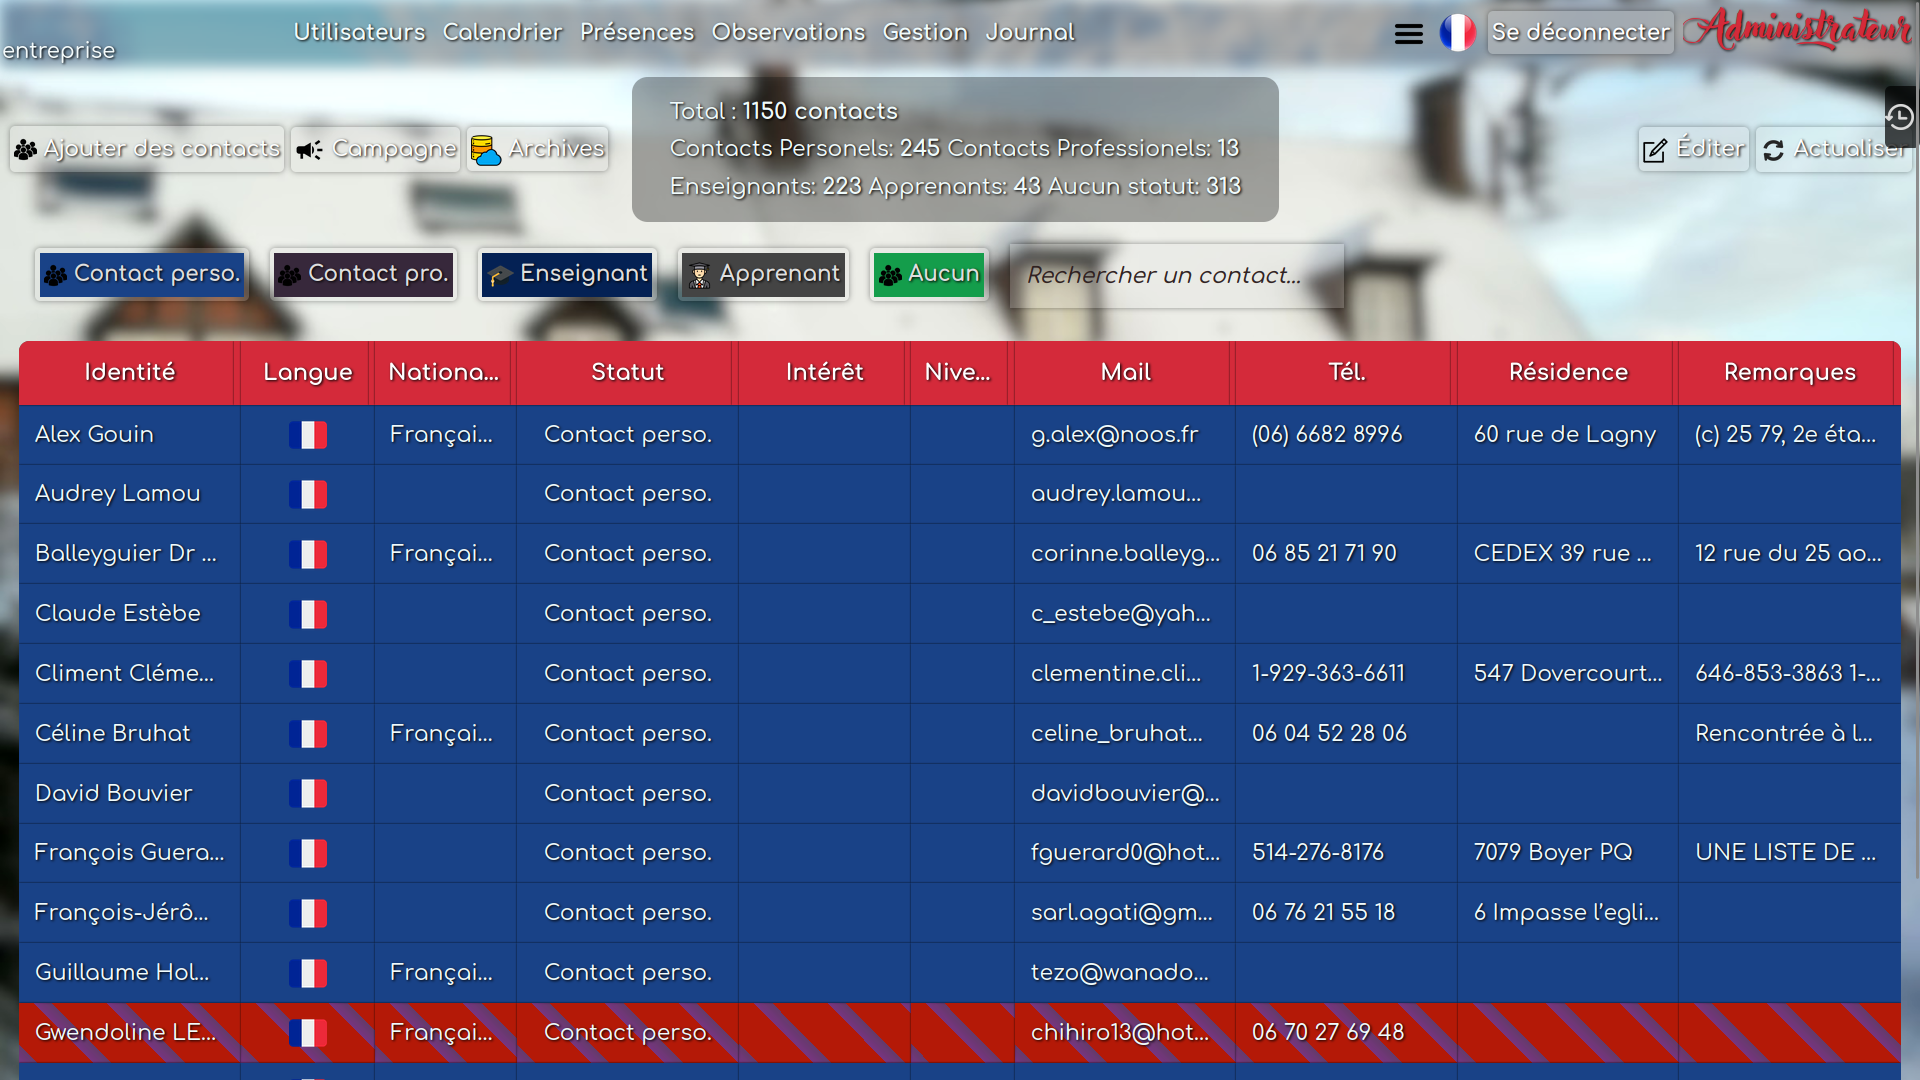 entreprise
Utilisateurs Calendrier Présences Observations Gestion Journal
Se déconnecter
Administrateur
Ajouter des contacts
Campagne
Archives
Total : 1150 contacts
Contacts Personels: 245 Contacts Professionels: 13
Enseignants: 223 Apprenants: 43 Aucun statut: 313
Éditer
Actualiser
Contact perso.
Contact pro.
Enseignant
Apprenant
Aucun
Rechercher un contact...
Identité Langue Nationa... Statut Intérêt Nive... Mail Tél. Résidence Remarques
Alex Gouin Françai... Contact perso. g.alex@noos.fr (06) 6682 8996 60 rue de Lagny (c) 25 79, 2e éta...
Audrey Lamou Contact perso. audrey.lamou...
Balleyguier Dr ... Françai... Contact perso. corinne.balleyg... 06 85 21 71 90 CEDEX 39 rue ... 12 rue du 25 ao...
Claude Estèbe Contact perso. c_estebe@yah...
Climent Cléme... Contact perso. clementine.cli... 1-929-363-6611 547 Dovercourt... 646-853-3863 1-...
Céline Bruhat Françai... Contact perso. celine_bruhat... 06 04 52 28 06 Rencontrée à l...
David Bouvier Contact perso. davidbouvier@...
François Guera... Contact perso. fguerard0@hot... 514-276-8176 7079 Boyer PQ UNE LISTE DE ...
François-Jérô... Contact perso. sarl.agati@gm... 06 76 21 55 18 6 Impasse l'egli...
Guillaume Hol... Françai... Contact perso. tezo@wanado...
Gwendoline LE... Françai... Contact perso. chihiro13@hot... 06 70 27 69 48